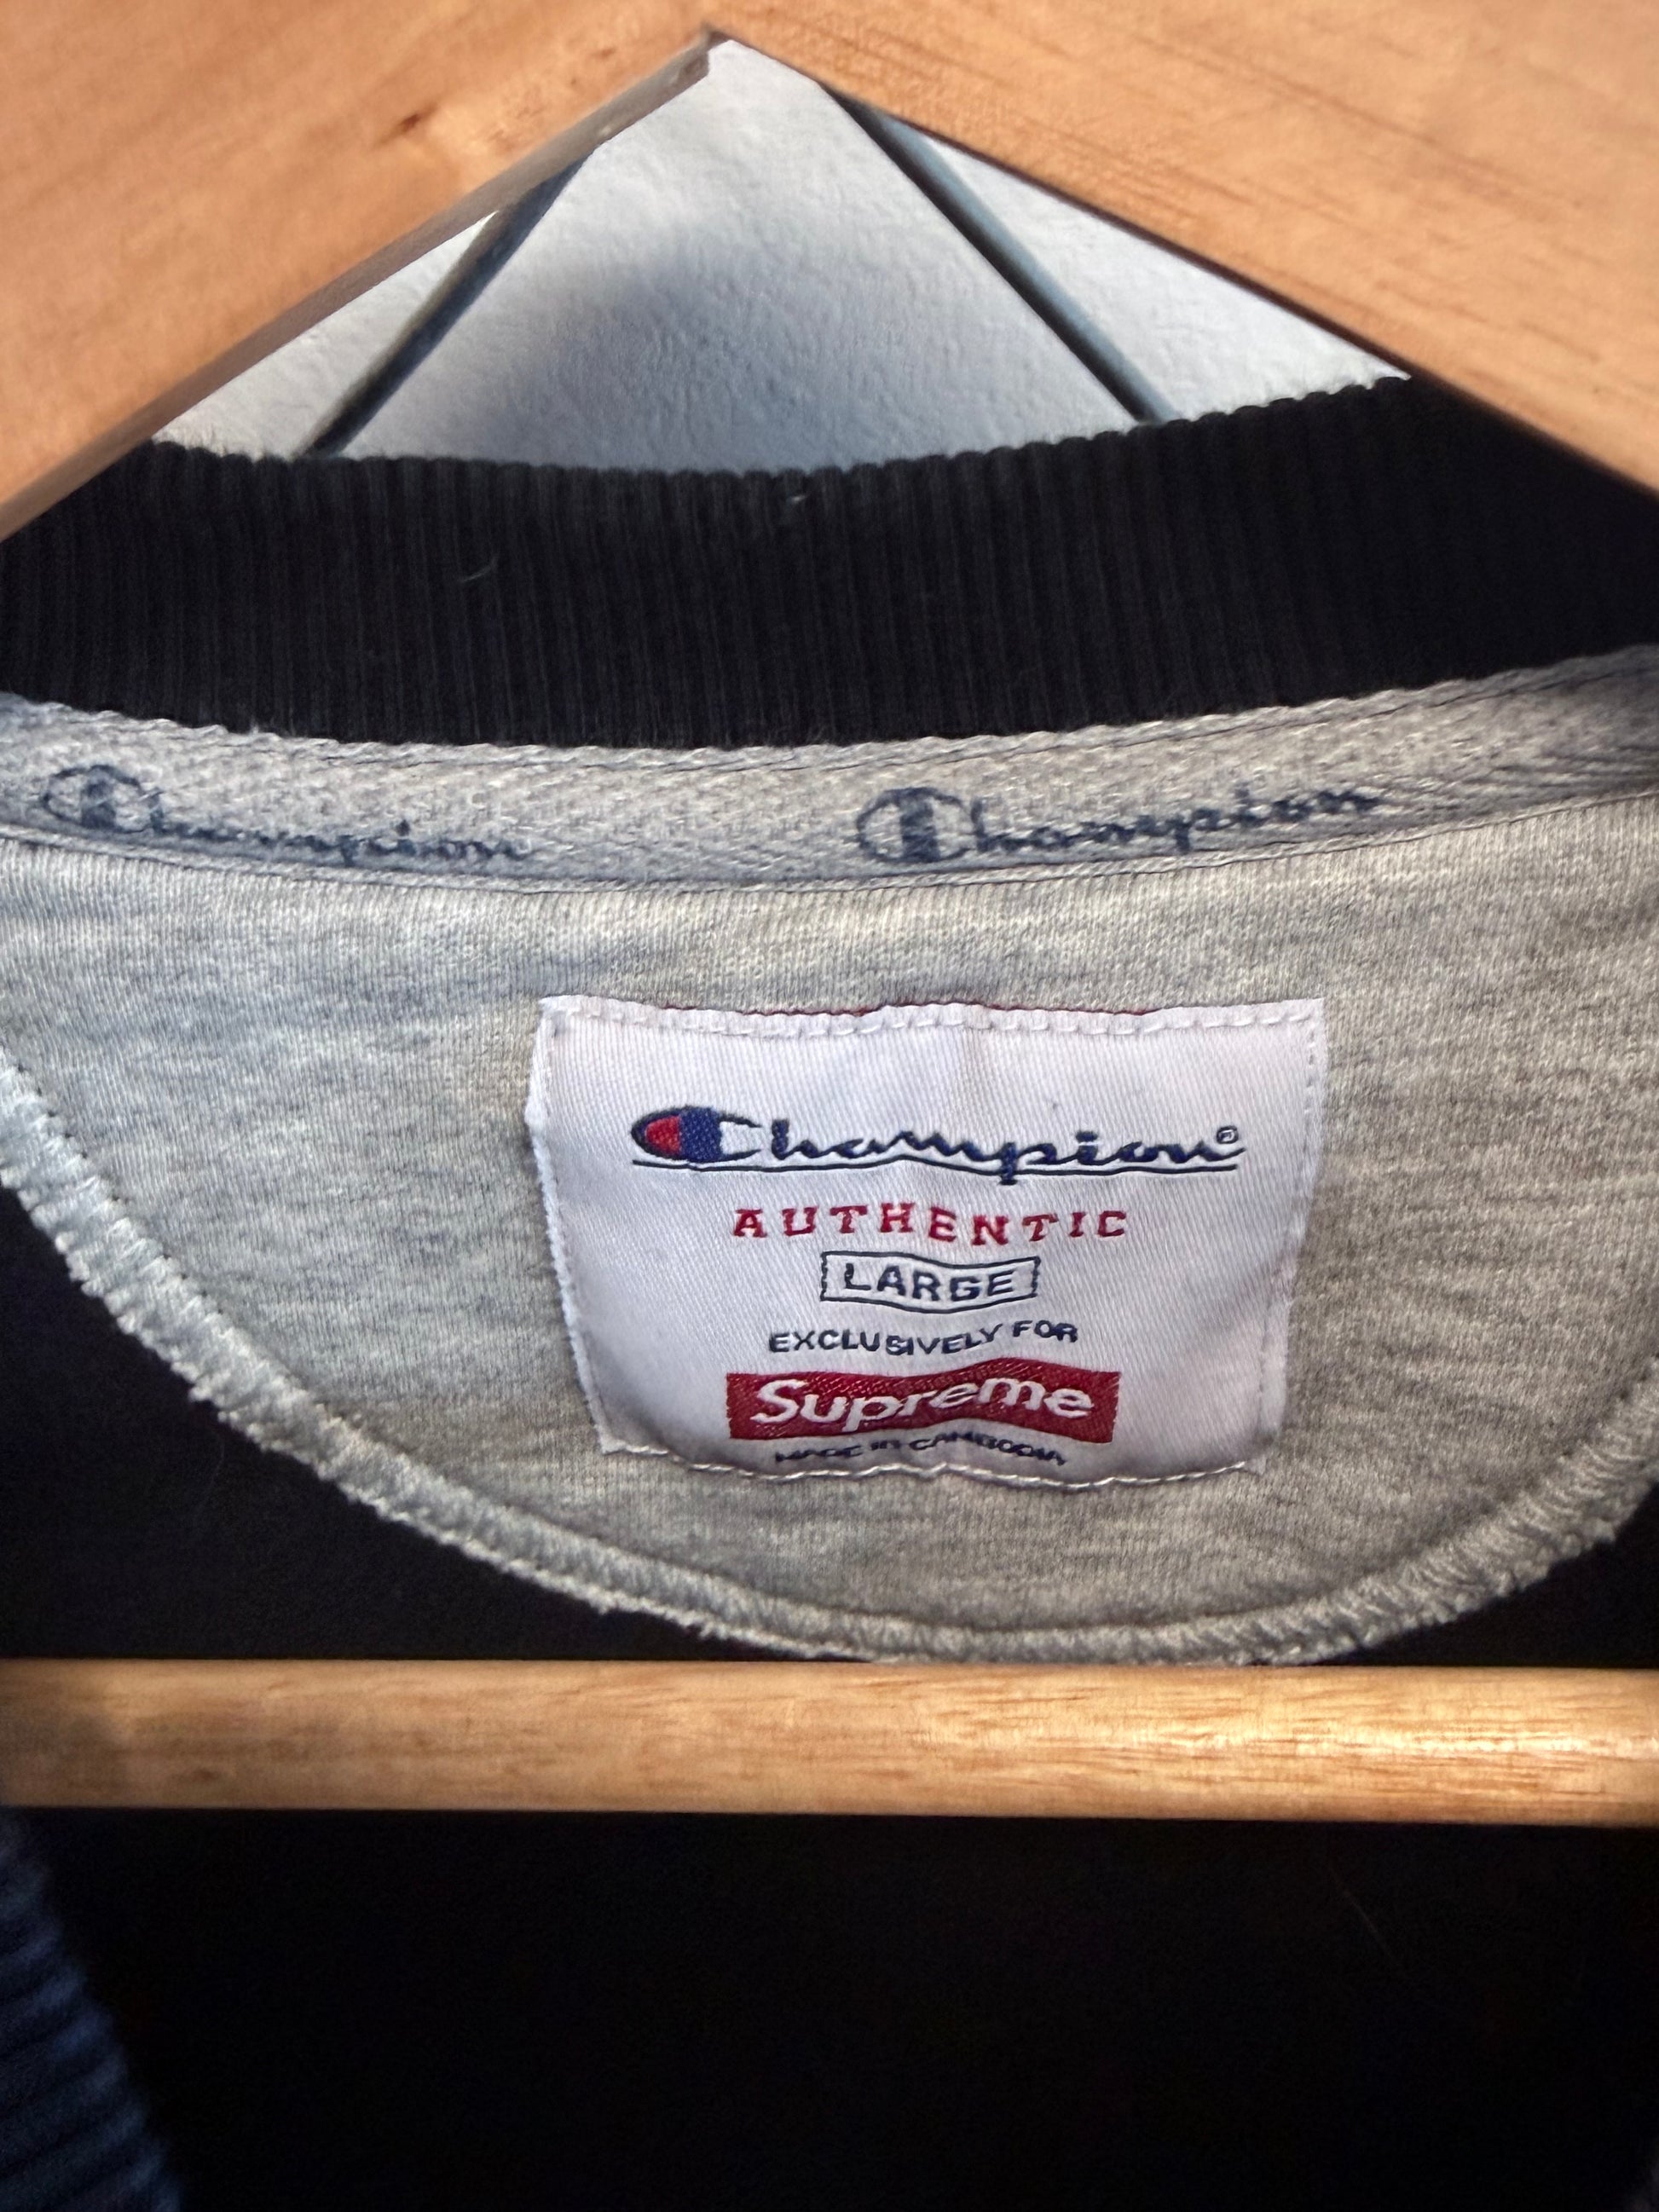 Champion Champion
Champion®
AUTHENTIC
LARGE
EXCLUSIVELY FOR
Supreme
MADE IN CAMBODIA